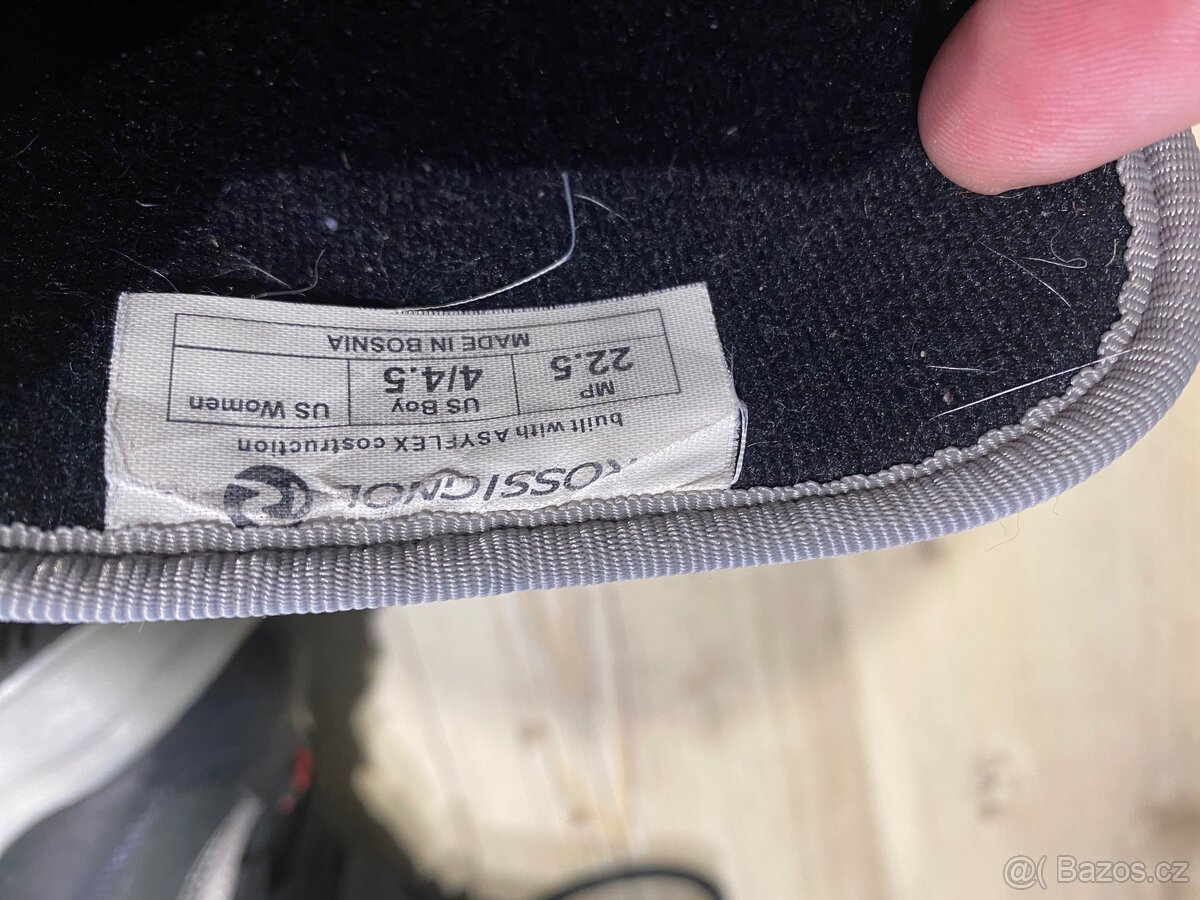 ROSSIGNOL
built with ASYFLEX costruction
MP US Boy US Women
22.5 4/4.5
MADE IN BOSNIA
@( Bazos.cz